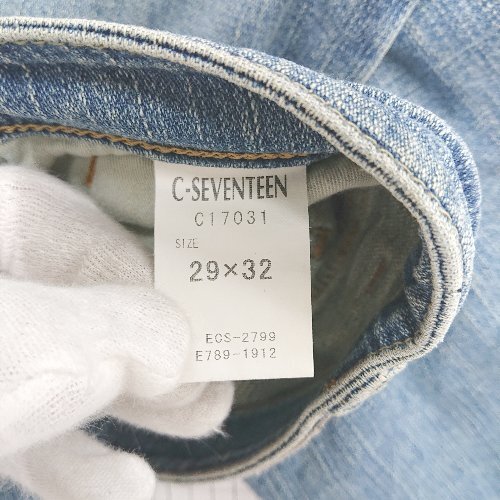 C-SEVENTEEN
C17031
SIZE
29×32
ECS-2799
E789-1912